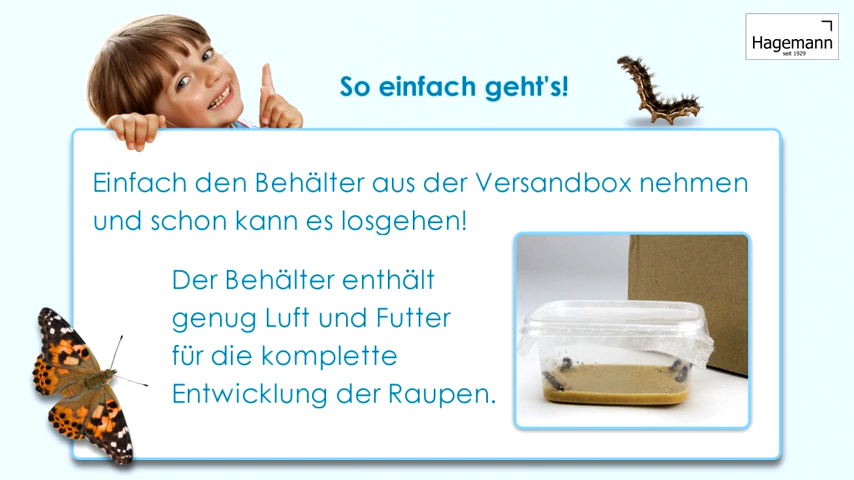 Hagemann
seit 1929
So einfach geht's!
Einfach den Behälter aus der Versandbox nehmen
und schon kann es losgehen!
Der Behälter enthält
genug Luft und Futter
für die komplette
Entwicklung der Raupen.